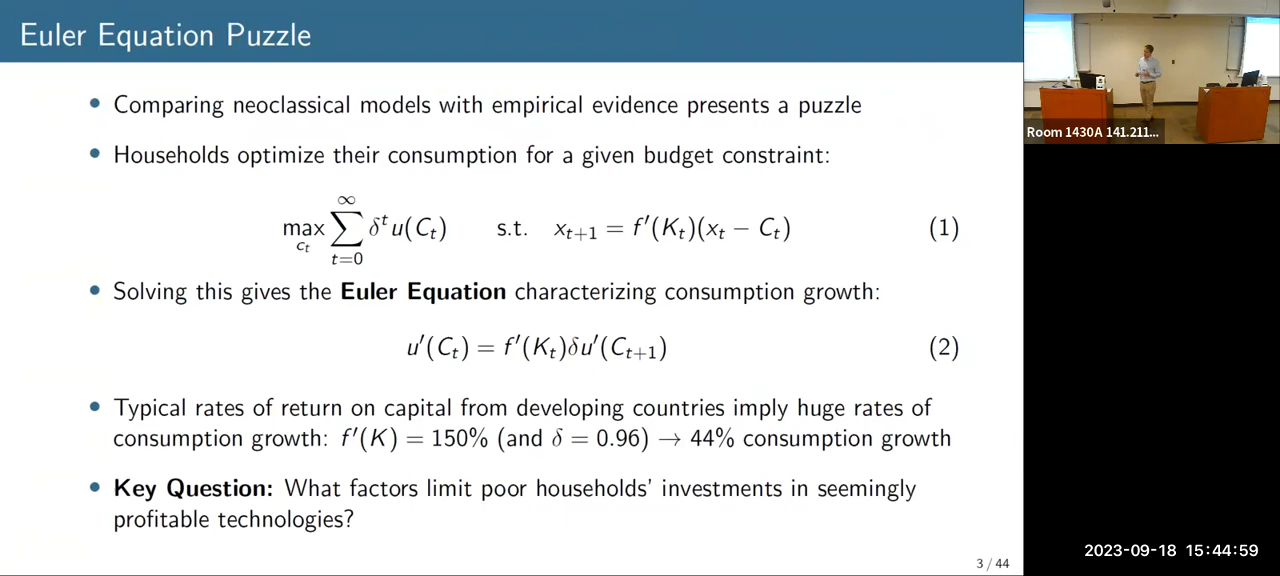 Euler Equation Puzzle
• Comparing neoclassical models with empirical evidence presents a puzzle
• Households optimize their consumption for a given budget constraint:
max_{c_t} ∑_{t=0}^{∞} δ^t u(C_t) s.t. x_{t+1} = f′(K_t)(x_t − C_t) (1)
• Solving this gives the Euler Equation characterizing consumption growth:
u′(C_t) = f′(K_t)δu′(C_{t+1}) (2)
• Typical rates of return on capital from developing countries imply huge rates of
consumption growth: f′(K) = 150% (and δ = 0.96) → 44% consumption growth
• Key Question: What factors limit poor households’ investments in seemingly
profitable technologies?
3 / 44
Room 1430A 141.211...
2023-09-18 15:44:59